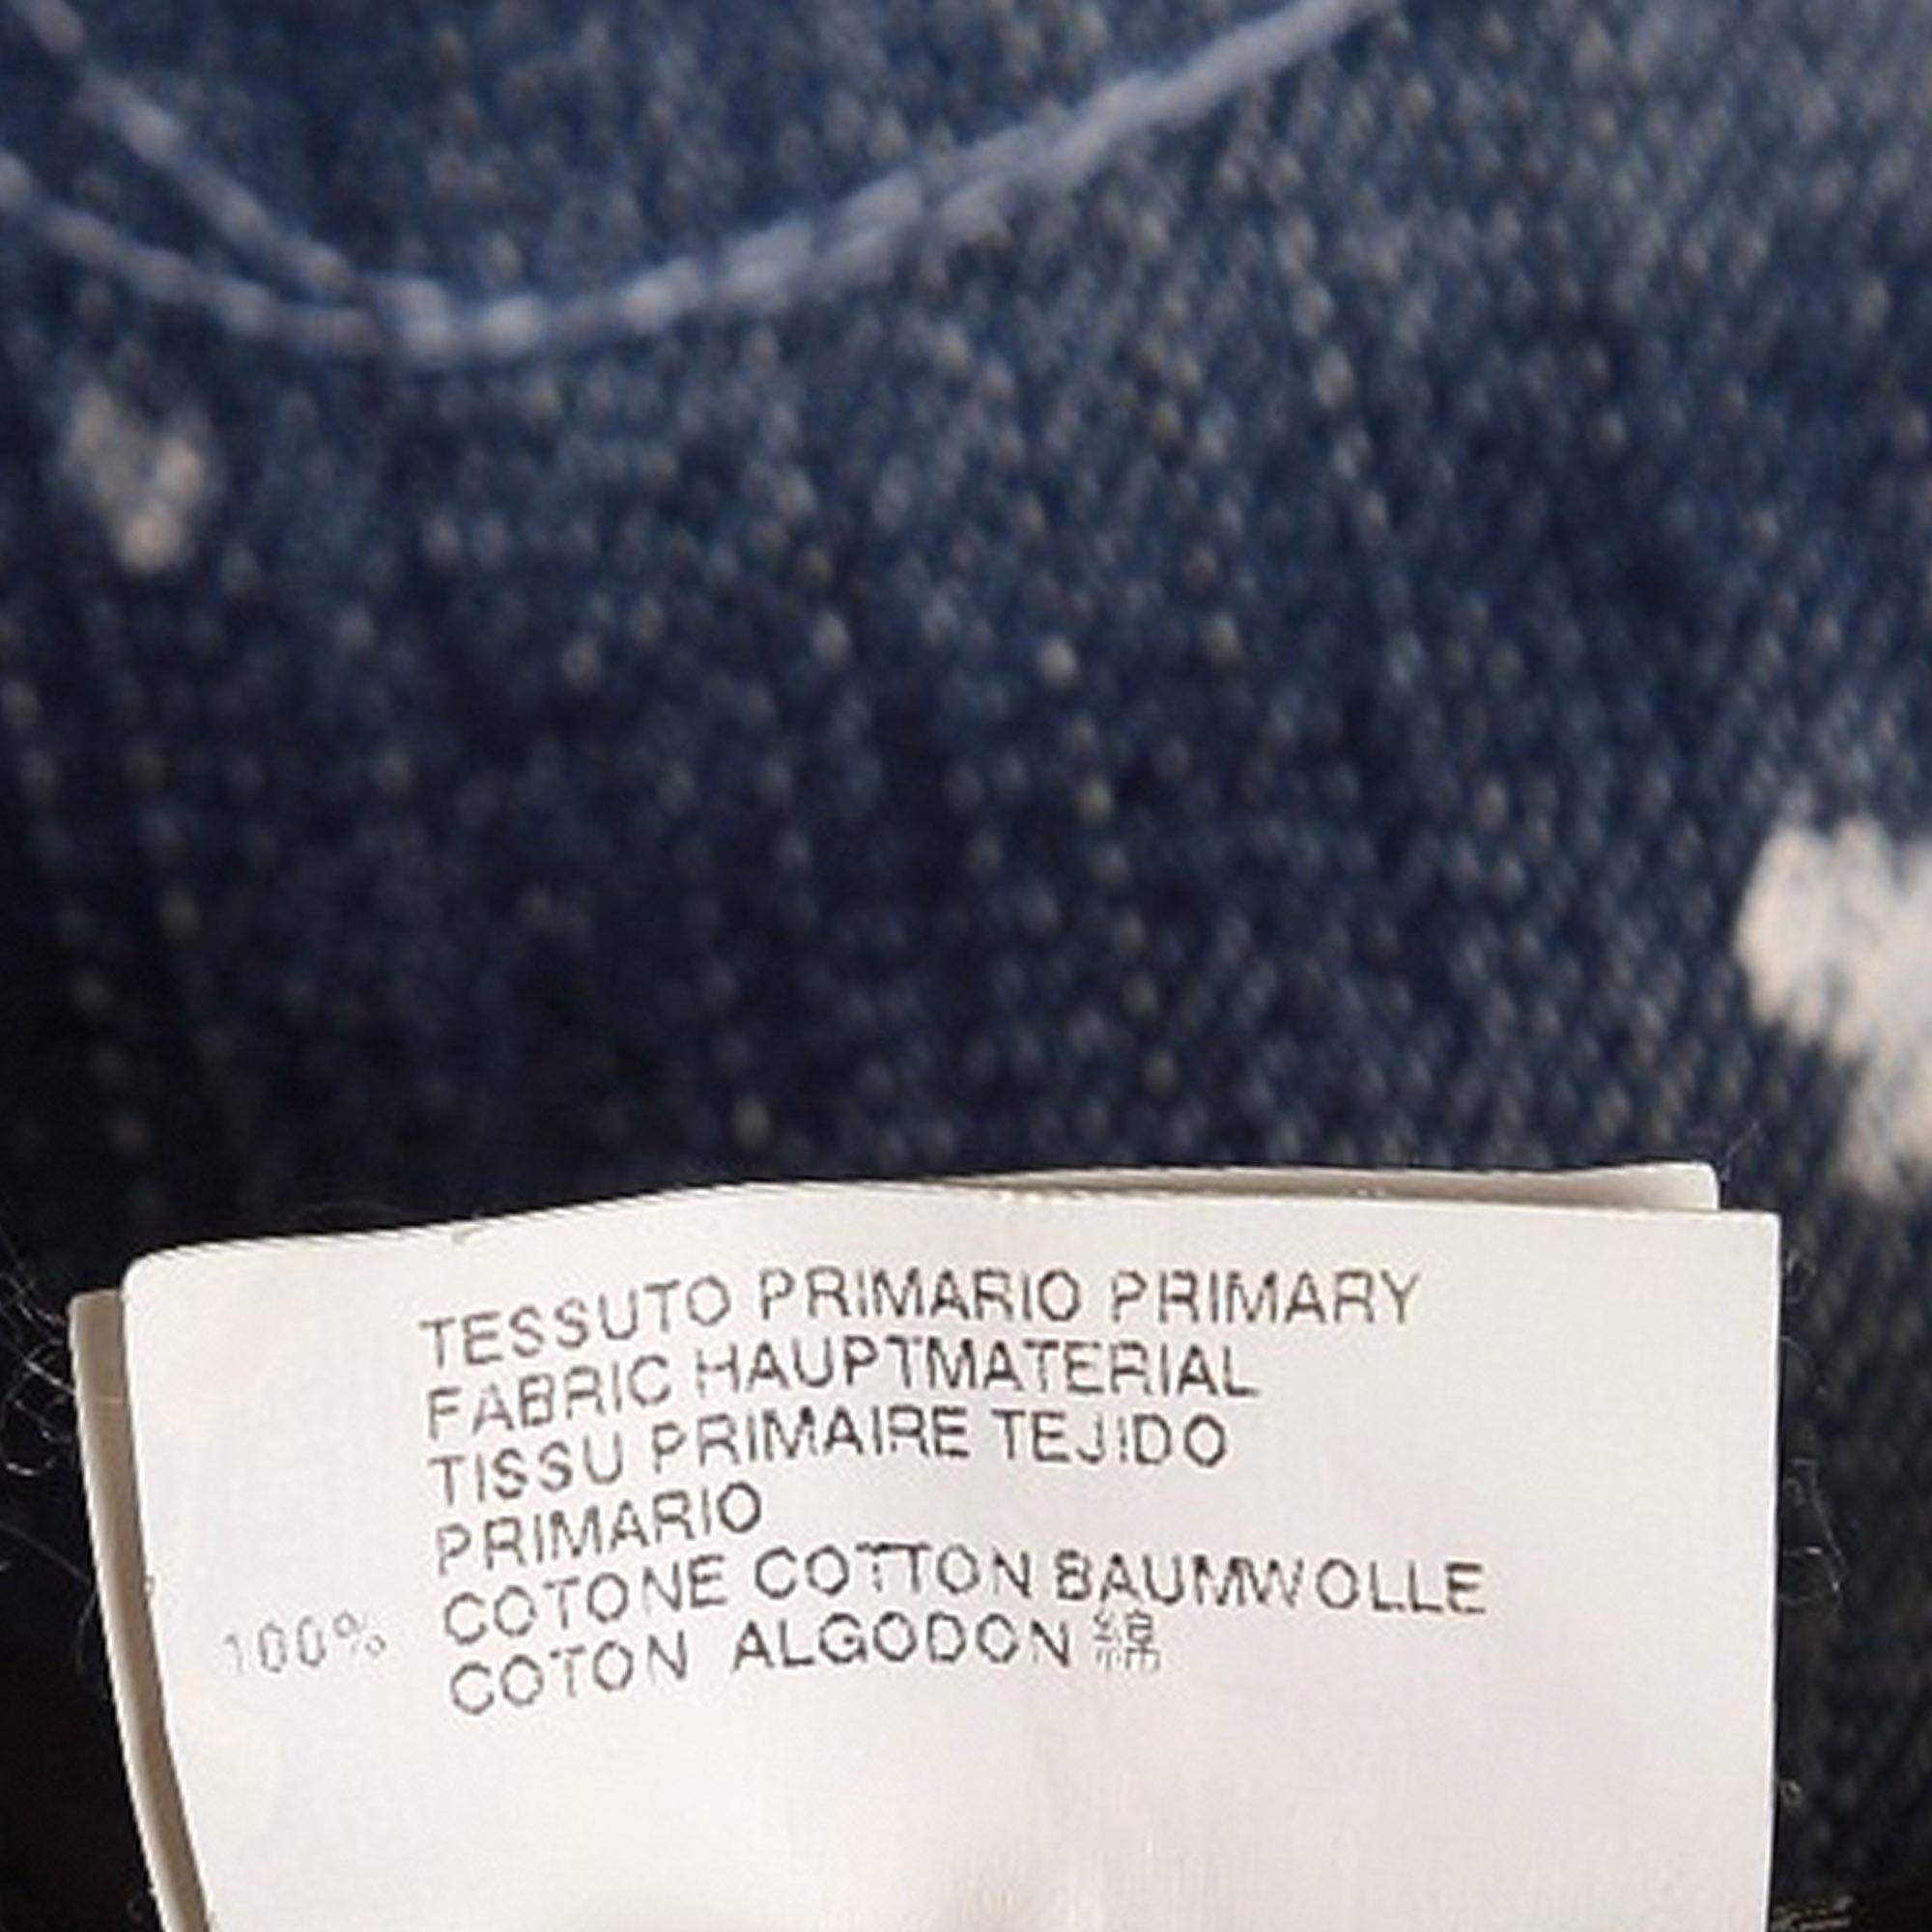 TESSUTO PRIMARIO PRIMARY
FABRIC HAUPTMATERIAL
TISSU PRIMAIRE TEJIDO
PRIMARIO
COTONE COTTON BAUMWOLLE
100% COTON ALGODON 綿